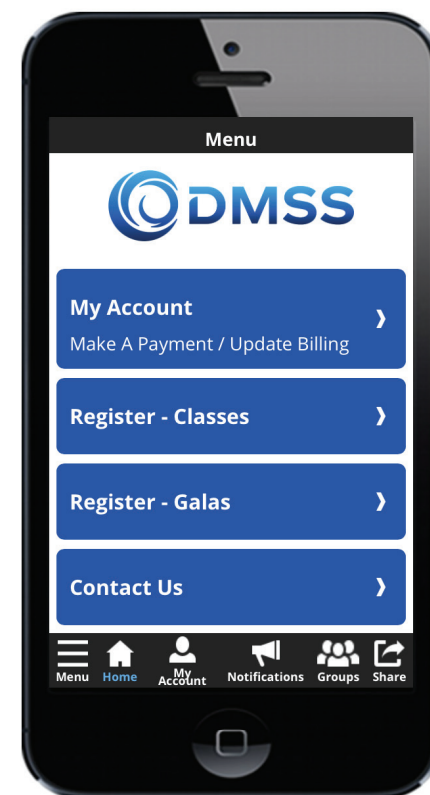 Menu
DMSS
My Account
Make A Payment / Update Billing
Register - Classes
Register - Galas
Contact Us
Menu Home My Account Notifications Groups Share